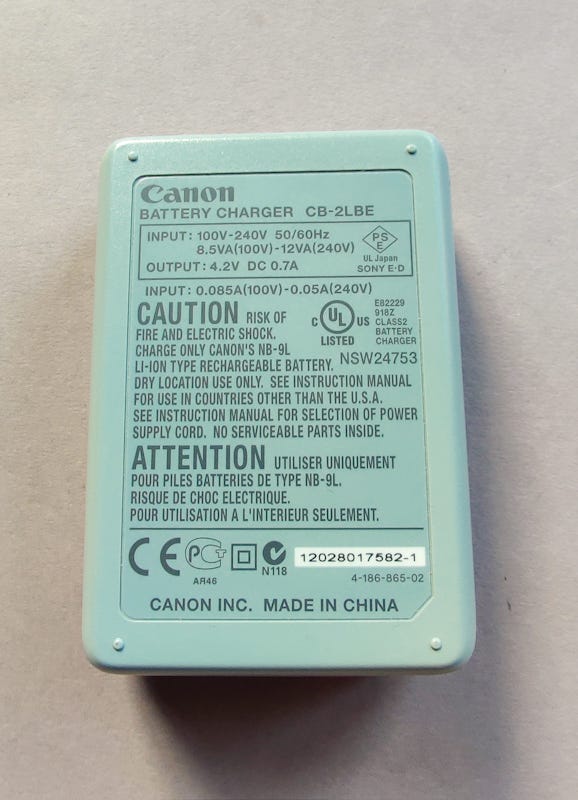 Canon
BATTERY CHARGER CB-2LBE
INPUT: 100V-240V 50/60Hz
8.5VA(100V)-12VA(240V)
OUTPUT: 4.2V DC 0.7A
PS
E
UL Japan
SONY E·D
INPUT: 0.085A(100V)-0.05A(240V)
CAUTION RISK OF
FIRE AND ELECTRIC SHOCK.
CHARGE ONLY CANON'S NB-9L
LI-ION TYPE RECHARGEABLE BATTERY.
C UL US
LISTED
E82229
918Z
CLASS2
BATTERY
CHARGER
NSW24753
DRY LOCATION USE ONLY. SEE INSTRUCTION MANUAL
FOR USE IN COUNTRIES OTHER THAN THE U.S.A.
SEE INSTRUCTION MANUAL FOR SELECTION OF POWER
SUPPLY CORD. NO SERVICEABLE PARTS INSIDE.
ATTENTION UTILISER UNIQUEMENT
POUR PILES BATTERIES DE TYPE NB-9L.
RISQUE DE CHOC ELECTRIQUE.
POUR UTILISATION A L'INTERIEUR SEULEMENT.
CE
АЯ46
N118
12028017582-1
4-186-865-02
CANON INC. MADE IN CHINA